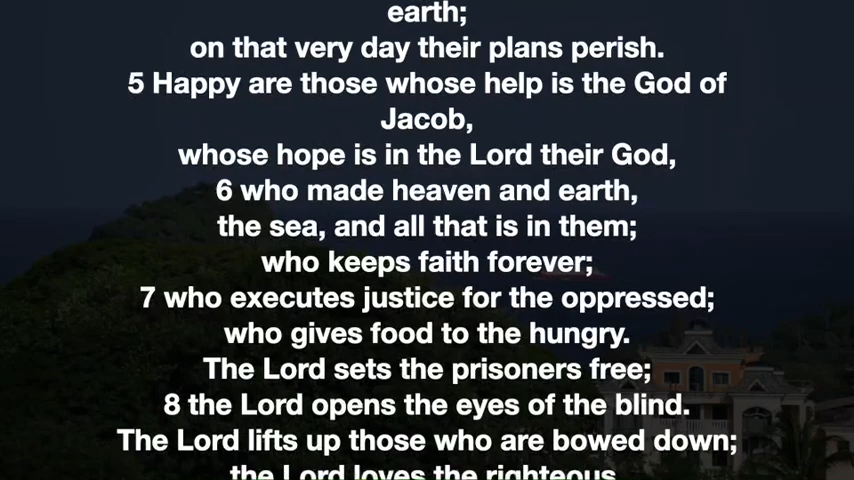 earth;
on that very day their plans perish.
5 Happy are those whose help is the God of
Jacob,
whose hope is in the Lord their God,
6 who made heaven and earth,
the sea, and all that is in them;
who keeps faith forever;
7 who executes justice for the oppressed;
who gives food to the hungry.
The Lord sets the prisoners free;
8 the Lord opens the eyes of the blind.
The Lord lifts up those who are bowed down;
the Lord loves the righteous